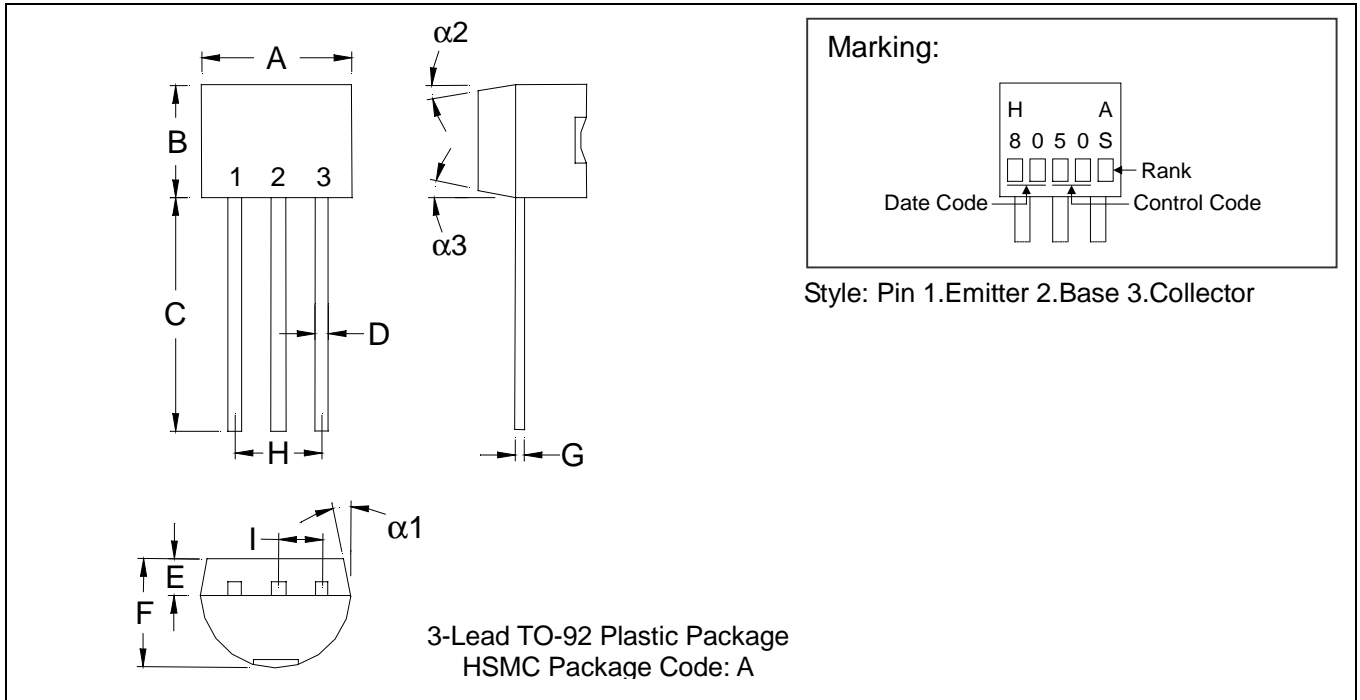 α2
A
B
1 2 3
α3
C
D
H
G
α1
I
E
F
3-Lead TO-92 Plastic Package
HSMC Package Code: A
Marking:
H A
8 0 5 0 S
Rank
Date Code
Control Code
Style: Pin 1.Emitter 2.Base 3.Collector